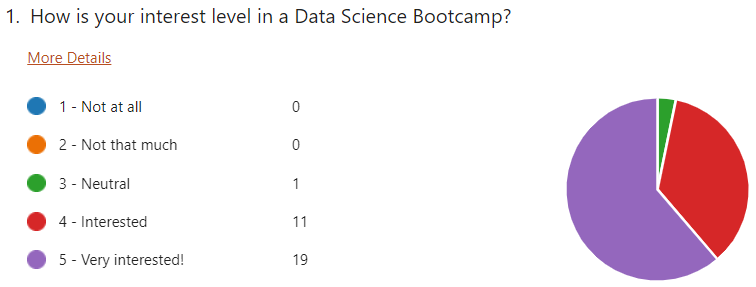 1. How is your interest level in a Data Science Bootcamp?
More Details
1 - Not at all 0
2 - Not that much 0
3 - Neutral 1
4 - Interested 11
5 - Very interested! 19